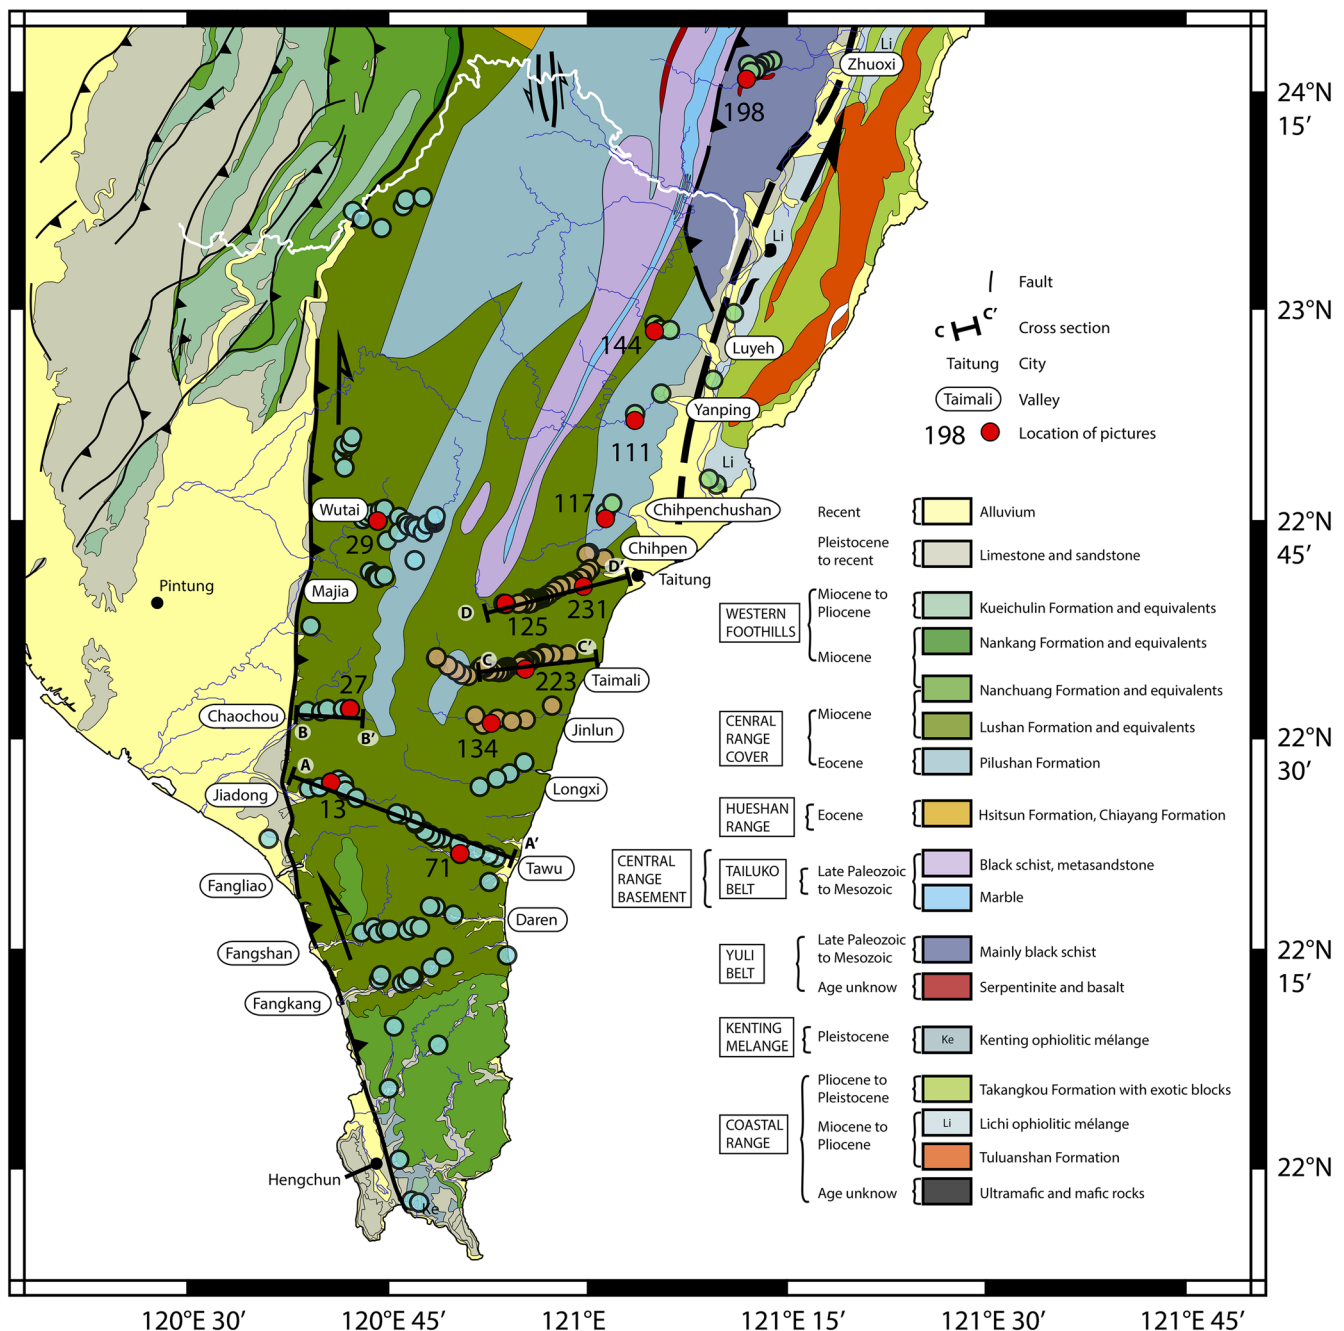 Li
Zhuoxi
198
24°N
15′
Li
23°N
144
Luyeh
Yanping
111
Li
117
Chihpenchushan
Wutai
29
22°N
45′
Chihpen
D′
Taitung
Majia
Pintung
D
125
231
C
C′
27
223
Taimali
Chaochou
B
B′
134
Jinlun
22°N
30′
A
Jiadong
13
Longxi
A′
71
Tawu
Fangliao
Daren
Fangshan
22°N
15′
Fangkang
22°N
Hengchun
Ke
120°E 30′
120°E 45′
121°E
121°E 15′
121°E 30′
121°E 45′
Fault
C
C′
Cross section
Taitung
City
Taimali
Valley
198
Location of pictures
Recent
Alluvium
Pleistocene
to recent
Limestone and sandstone
WESTERN
FOOTHILLS
Miocene to
Pliocene
Kueichulin Formation and equivalents
Miocene
Nankang Formation and equivalents
Nanchuang Formation and equivalents
CENRAL
RANGE
COVER
Miocene
Lushan Formation and equivalents
Eocene
Pilushan Formation
HUESHAN
RANGE
Eocene
Hsitsun Formation, Chiayang Formation
CENTRAL
RANGE
BASEMENT
TAILUKO
BELT
Late Paleozoic
to Mesozoic
Black schist, metasandstone
Marble
YULI
BELT
Late Paleozoic
to Mesozoic
Mainly black schist
Age unknow
Serpentinite and basalt
KENTING
MELANGE
Pleistocene
Ke
Kenting ophiolitic mélange
COASTAL
RANGE
Pliocene to
Pleistocene
Takangkou Formation with exotic blocks
Miocene to
Pliocene
Li
Lichi ophiolitic mélange
Tuluanshan Formation
Age unknow
Ultramafic and mafic rocks